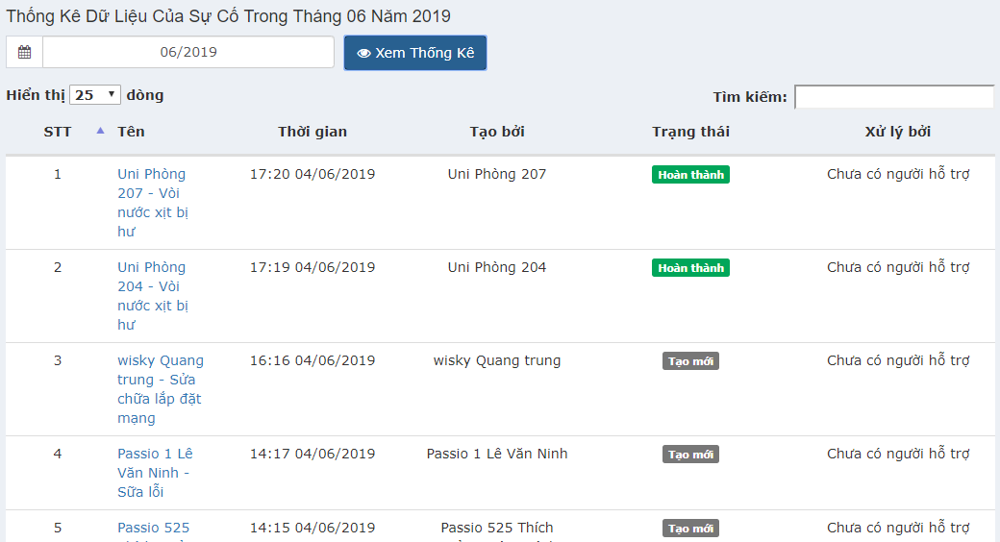 Thống Kê Dữ Liệu Của Sự Cố Trong Tháng 06 Năm 2019
06/2019 Xem Thống Kê
Hiển thị 25 dòng Tìm kiếm:
STT Tên Thời gian Tạo bởi Trạng thái Xử lý bởi
1 Uni Phòng 17:20 04/06/2019 Uni Phòng 207 Hoàn thành Chưa có người hỗ trợ
207 - Vòi
nước xịt bị
hư
2 Uni Phòng 17:19 04/06/2019 Uni Phòng 204 Hoàn thành Chưa có người hỗ trợ
204 - Vòi
nước xịt bị
hư
3 wisky Quang 16:16 04/06/2019 wisky Quang trung Tạo mới Chưa có người hỗ trợ
trung - Sửa
chữa lắp đặt
mạng
4 Passio 1 Lê 14:17 04/06/2019 Passio 1 Lê Văn Ninh Tạo mới Chưa có người hỗ trợ
Văn Ninh -
Sữa lỗi
5 Passio 525 14:15 04/06/2019 Passio 525 Thích Tạo mới Chưa có người hỗ trợ